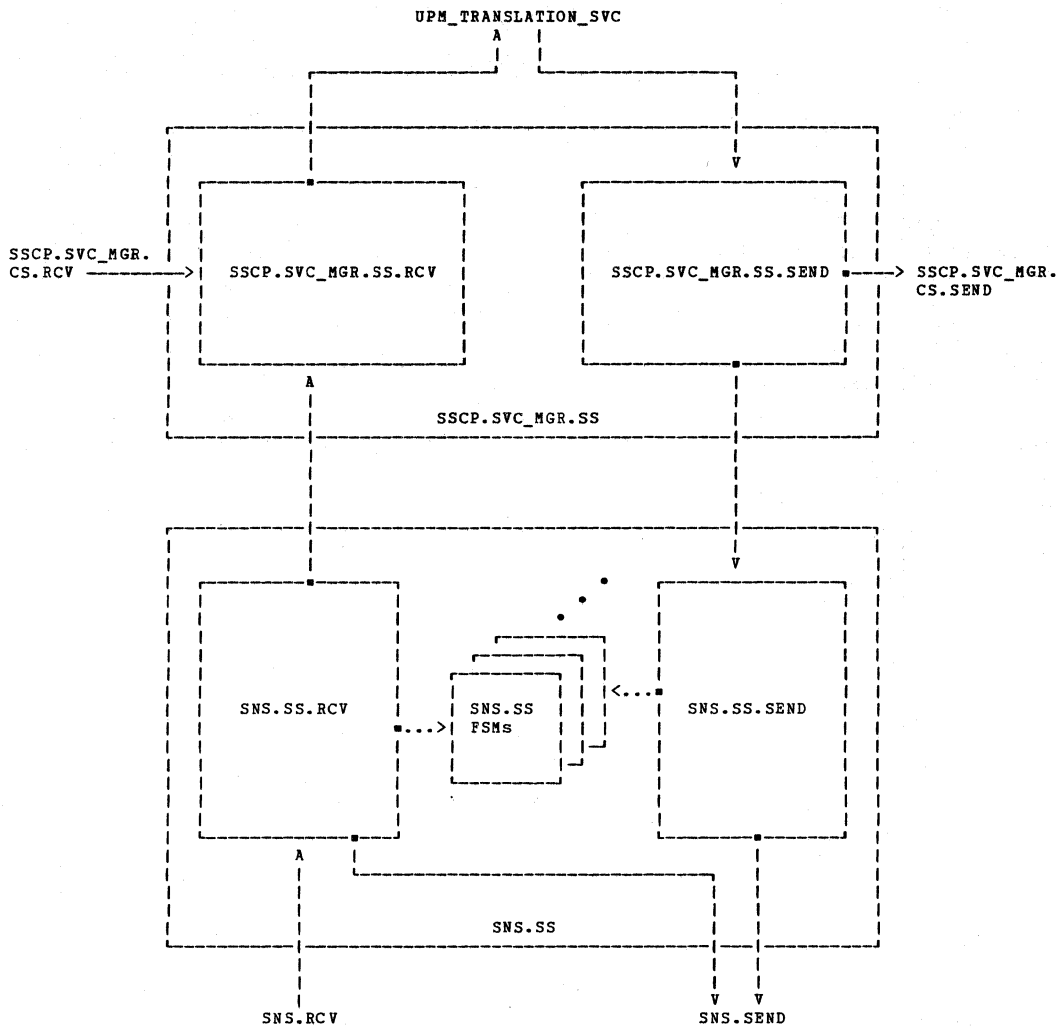 UPM_TRANSLATION_SVC
SSCP.SVC_MGR.
CS.RCV
SSCP.SVC_MGR.SS.RCV
SSCP.SVC_MGR.SS.SEND
SSCP.SVC_MGR.
CS.SEND
SSCP.SVC_MGR.SS
SNS.SS.RCV
SNS.SS
FSMs
SNS.SS.SEND
SNS.SS
SNS.RCV
SNS.SEND